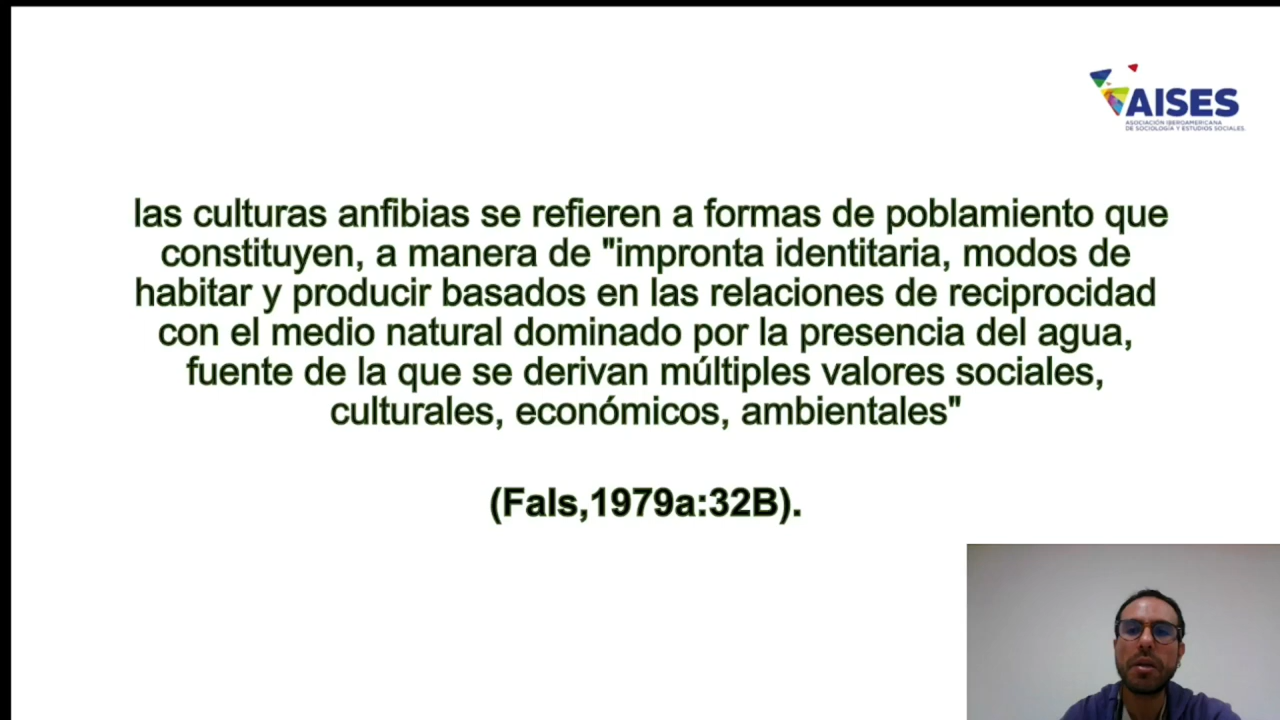 AISES
ASOCIACIÓN IBEROAMERICANA
DE SOCIOLOGÍA Y ESTUDIOS SOCIALES.
las culturas anfibias se refieren a formas de poblamiento que
constituyen, a manera de "impronta identitaria, modos de
habitar y producir basados en las relaciones de reciprocidad
con el medio natural dominado por la presencia del agua,
fuente de la que se derivan múltiples valores sociales,
culturales, económicos, ambientales"
(Fals,1979a:32B).